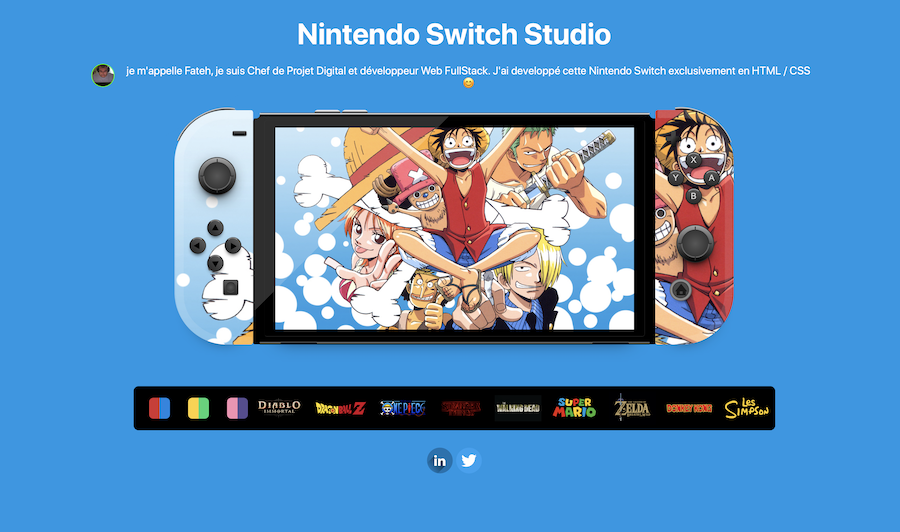 Nintendo Switch Studio
je m'appelle Fateh, je suis Chef de Projet Digital et développeur Web FullStack. J'ai developpé cette Nintendo Switch exclusivement en HTML / CSS
😊
X
Y A
B
DIABLO
IMMORTAL
DRAGONBALL Z
ONE PIECE
STRANGER THINGS
THE WALKING DEAD
SUPER
MARIO
ZELDA
DONKEY KONG
Les
Simpson
in